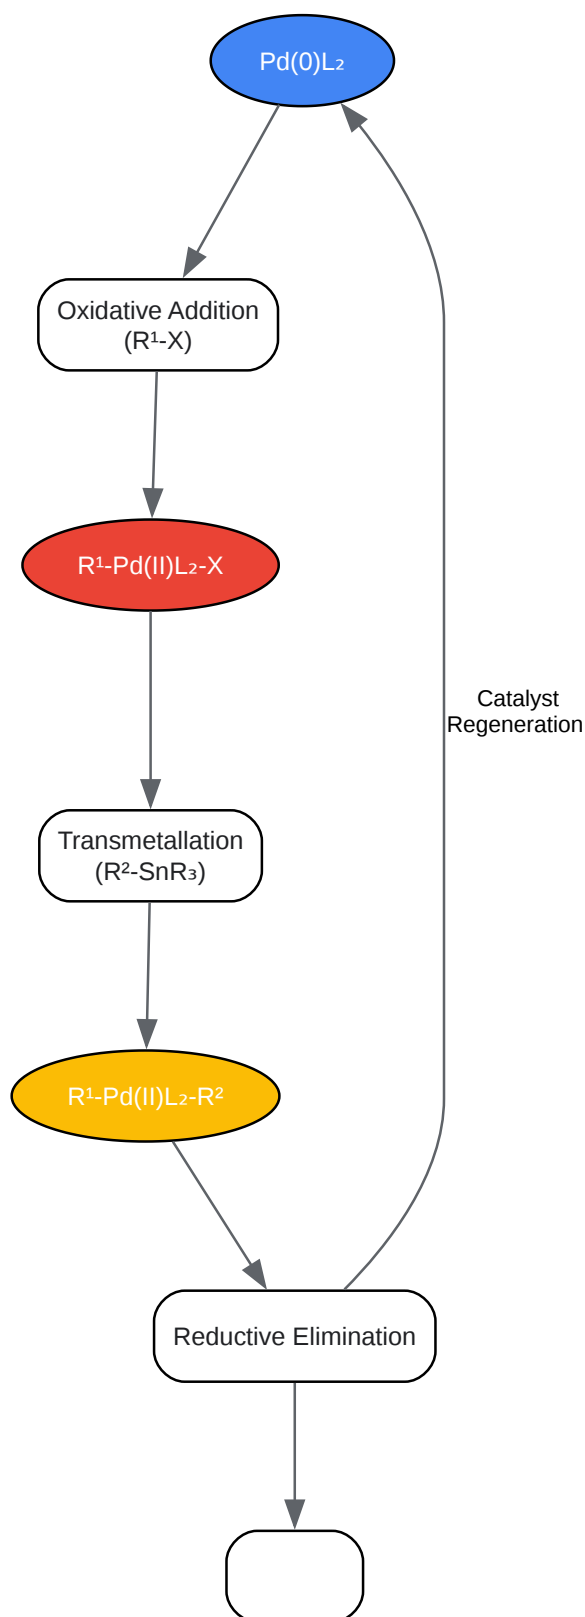 Pd(0)L₂
Oxidative Addition
(R¹-X)
R¹-Pd(II)L₂-X
Catalyst
Regeneration
Transmetallation
(R²-SnR₃)
R¹-Pd(II)L₂-R²
Reductive Elimination